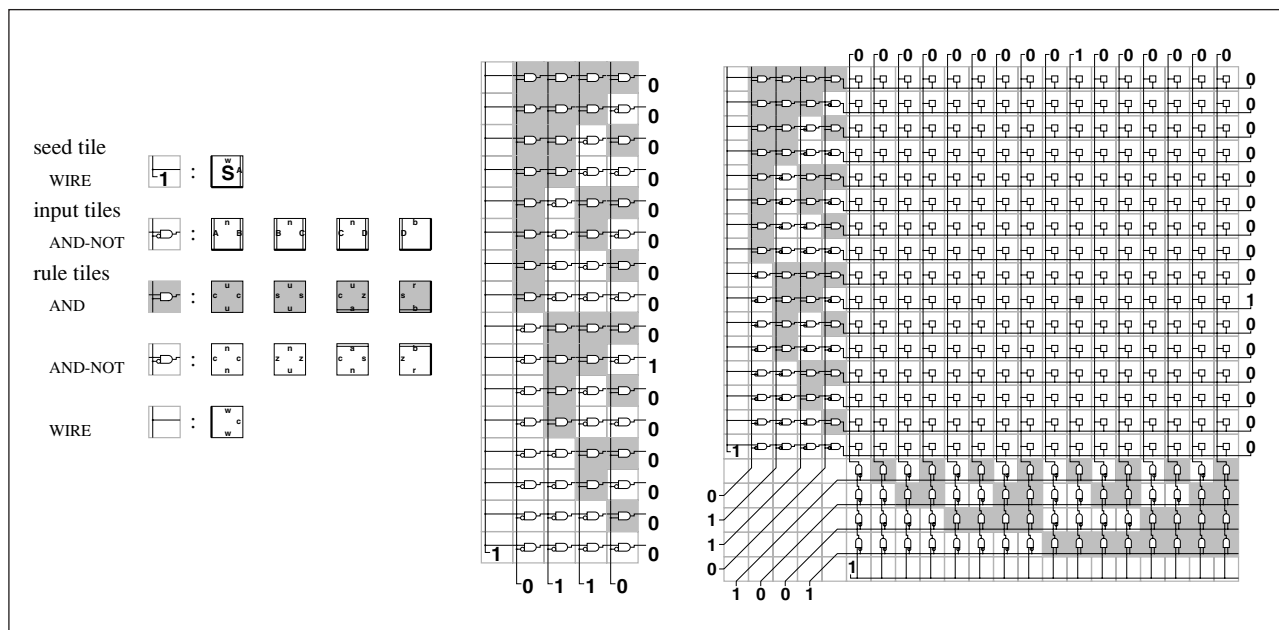 seed tile
WIRE
1 : w S A
input tiles
AND-NOT
: n A B n B C n C D b D
rule tiles
AND
: u c c u u s s u u c z a r s b
AND-NOT
: n c c n n z z u a c s n b z r
WIRE
: w c w
0
0
0
0
0
0
0
0
0
1
0
0
0
0
0
1 0
0 1 1 0
0 0 0 0 0 0 0 0 0 1 0 0 0 0 0 0
0
0
0
0
0
0
0
0
0
1
0
0
0
0
0
1 0
0
1
1
0 1
1 0 0 1